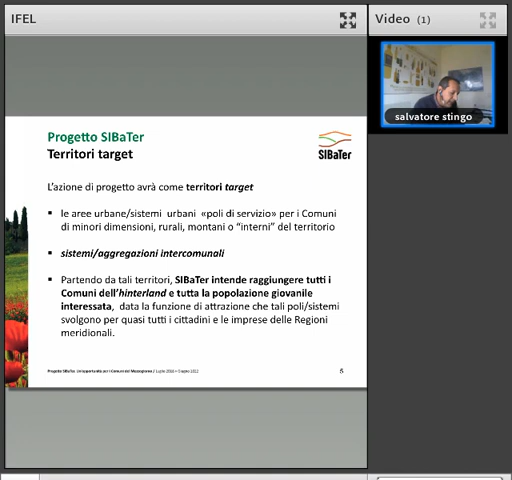 IFEL
Video (1)
salvatore stingo
Progetto SIBaTer
Territori target
SIBaTer
L'azione di progetto avrà come territori target
▪ le aree urbane/sistemi urbani «poli di servizio» per i Comuni
di minori dimensioni, rurali, montani o "interni" del territorio
▪ sistemi/aggregazioni intercomunali
▪ Partendo da tali territori, SIBaTer intende raggiungere tutti i
Comuni dell'hinterland e tutta la popolazione giovanile
interessata, data la funzione di attrazione che tali poli/sistemi
svolgono per quasi tutti i cittadini e le imprese delle Regioni
meridionali.
5